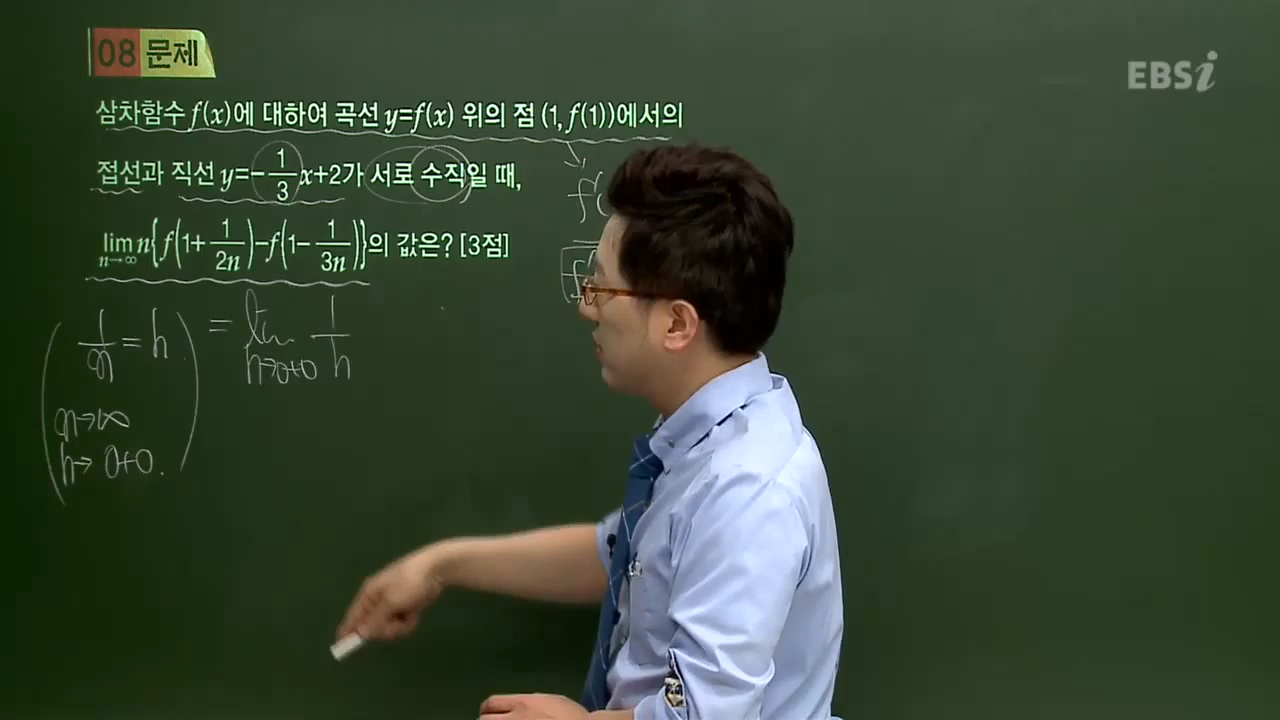 08 문제
EBSi
삼차함수 f(x)에 대하여 곡선 y=f(x) 위의 점 (1, f(1))에서의
접선과 직선 y=-1/3x+2가 서로 수직일 때,
lim n→∞ n{f(1+1/2n)-f(1-1/3n)}의 값은? [3점]
f'(
f'
(1/n = h
n→∞
h→0+0.)
= lim h→0+0 1/h